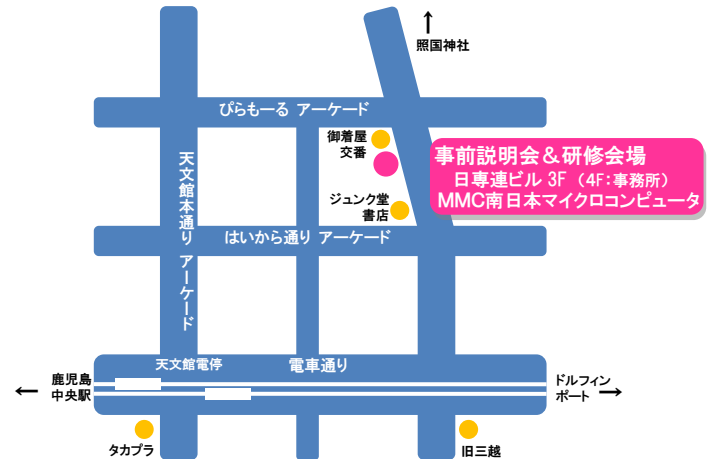 ↑
照国神社
ぴらもーる アーケード
御着屋
交番
事前説明会&研修会場
日専連ビル 3F (4F:事務所)
MMC南日本マイクロコンピュータ
天文館本通り アーケード
ジュンク堂
書店
はいから通り アーケード
天文館電停
電車通り
← 鹿児島
中央駅
ドルフィン
ポート →
タカプラ
旧三越